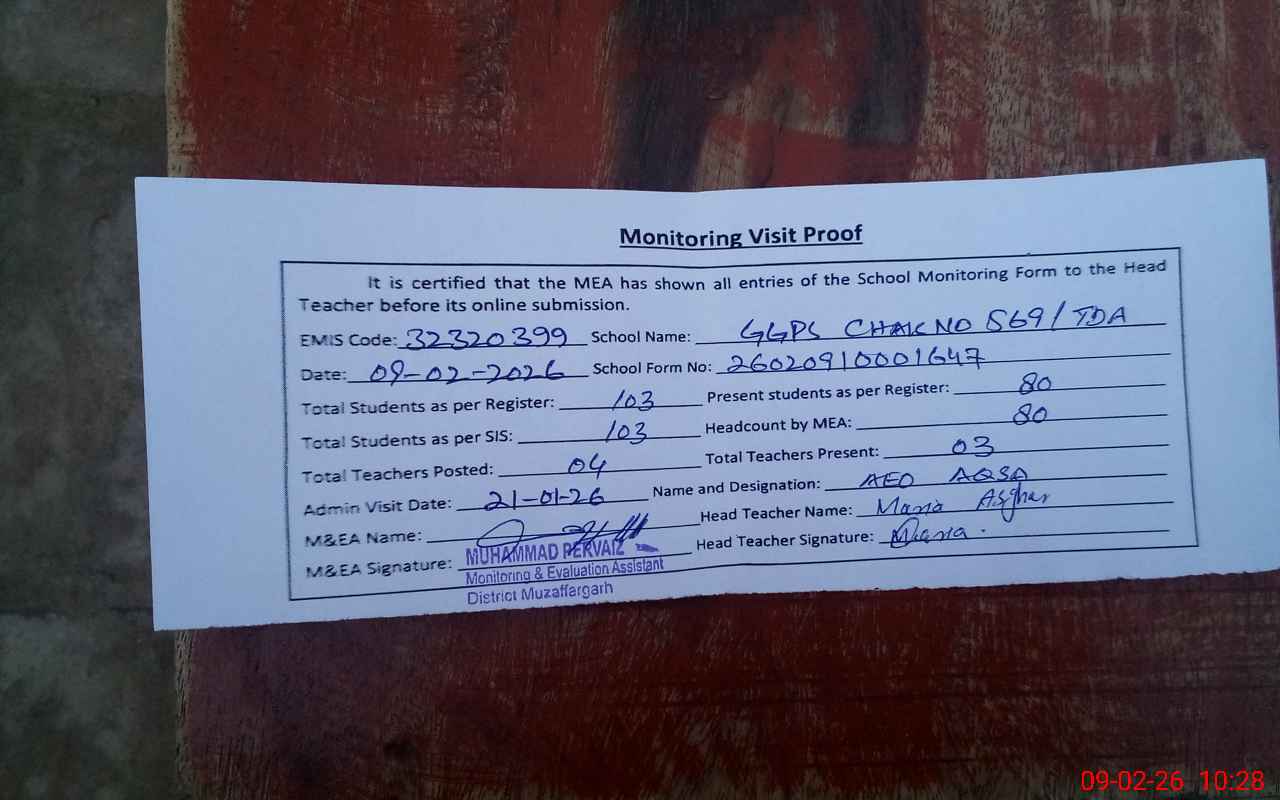 Monitoring Visit Proof
It is certified that the MEA has shown all entries of the School Monitoring Form to the Head
Teacher before its online submission.
EMIS Code: 32320399 School Name: GGPS CHAK NO 569/TDA
Date: 09-02-2026 School Form No: 26020910001647
Total Students as per Register: 103 Present students as per Register: 80
Total Students as per SIS: 103 Headcount by MEA: 80
Total Teachers Posted: 04 Total Teachers Present: 03
Admin Visit Date: 21-01-26 Name and Designation: AEO AQSA
M&EA Name: Head Teacher Name: Maria Asghar
M&EA Signature: MUHAMMAD PERVAIZ Head Teacher Signature: Maria.
Monitoring & Evaluation Assistant
District Muzaffargarh
09-02-26 10:28